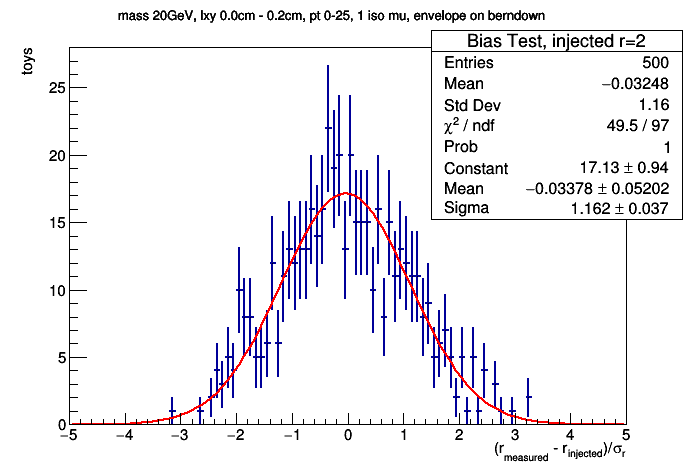 mass 20GeV, lxy 0.0cm - 0.2cm, pt 0-25, 1 iso mu, envelope on berndown
toys
Bias Test, injected r=2
Entries 500
Mean −0.03248
Std Dev 1.16
χ² / ndf 49.5 / 97
Prob 1
Constant 17.13 ± 0.94
Mean −0.03378 ± 0.05202
Sigma 1.162 ± 0.037
25
20
15
10
5
0
−5 −4 −3 −2 −1 0 1 2 3 4 5
(r_measured - r_injected)/σ_r